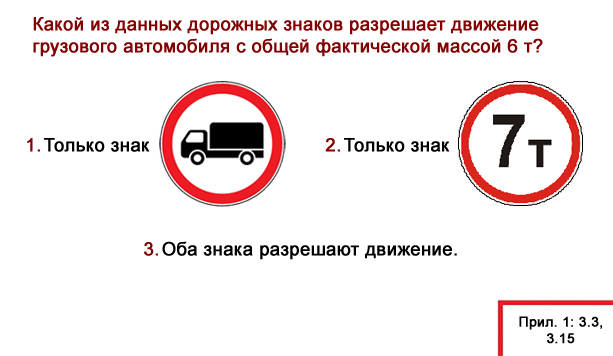 Какой из данных дорожных знаков разрешает движение
грузового автомобиля с общей фактической массой 6 т?
1. Только знак
2. Только знак
7т
3. Оба знака разрешают движение.
Прил. 1: 3.3,
3.15